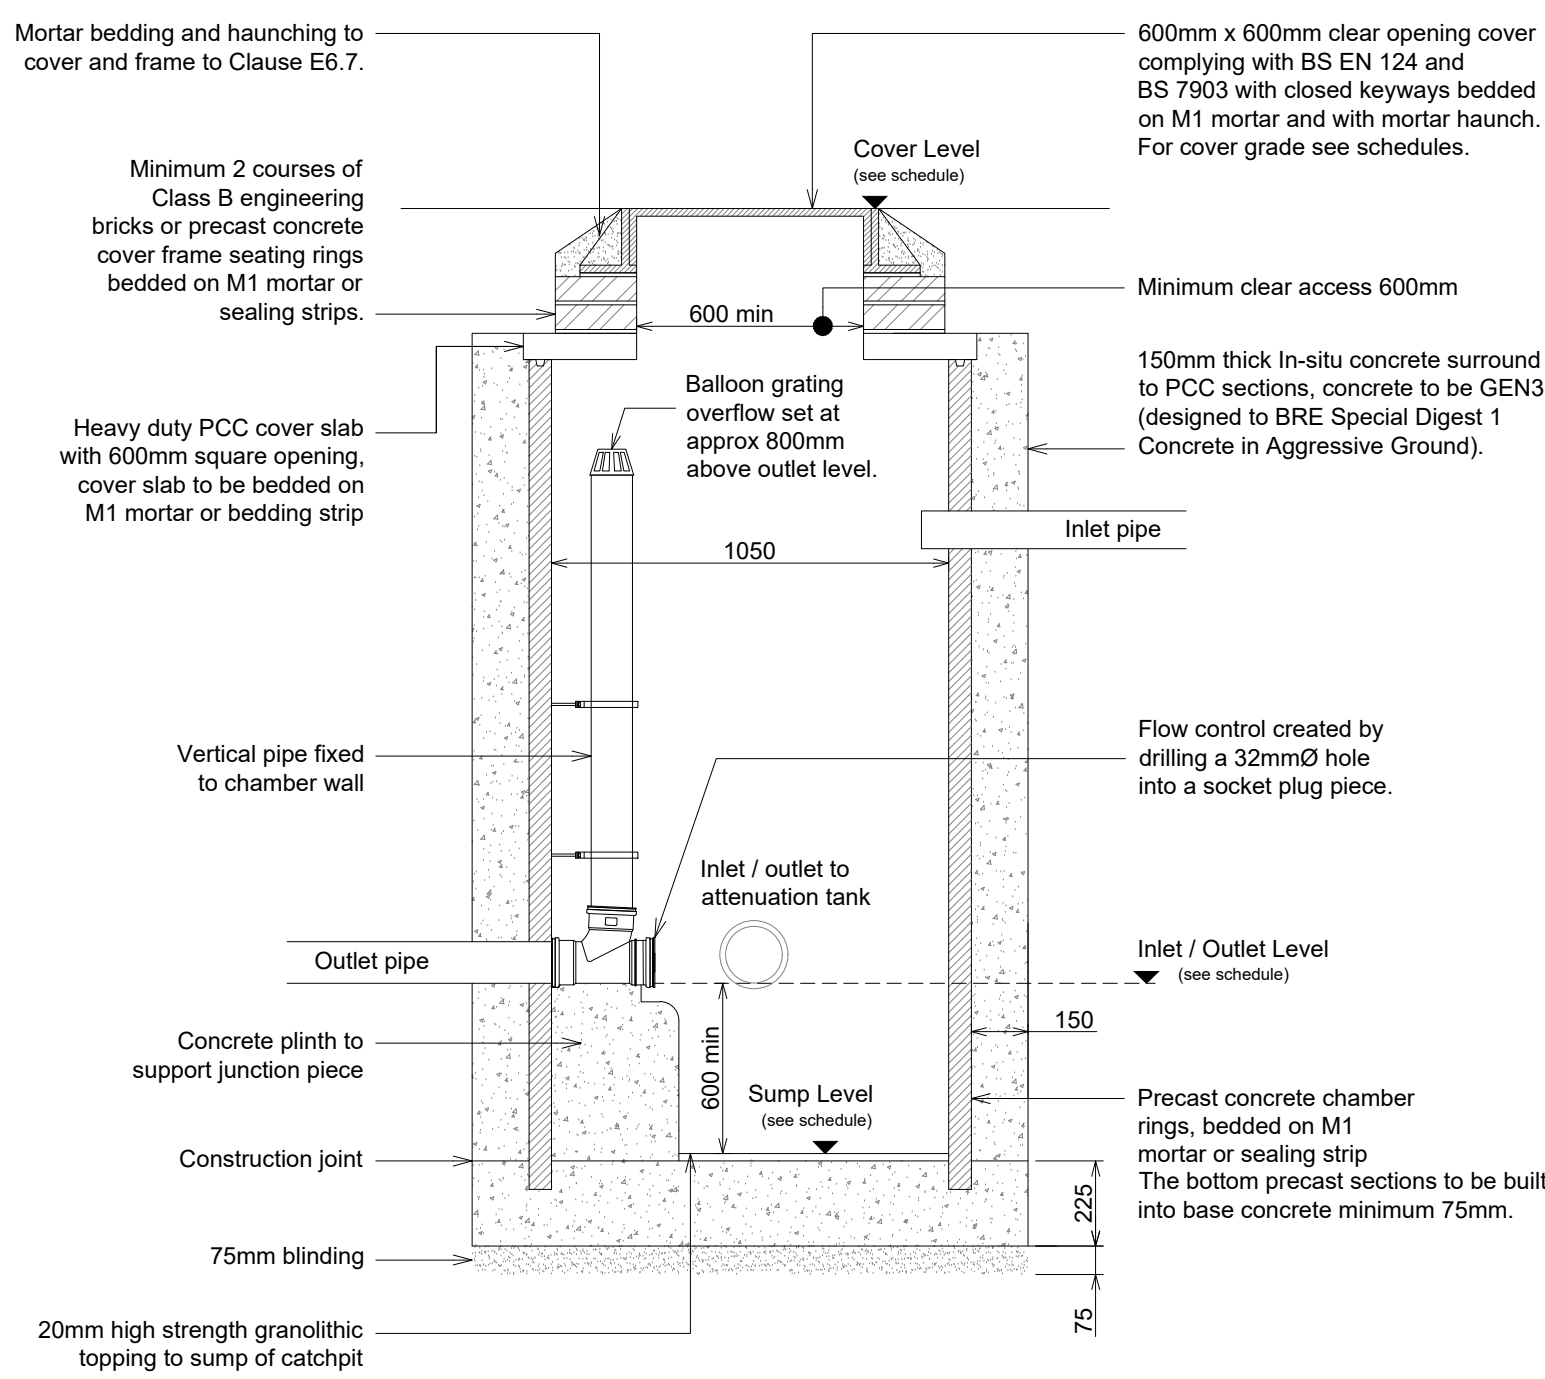 Mortar bedding and haunching to
cover and frame to Clause E6.7.
600mm x 600mm clear opening cover
complying with BS EN 124 and
BS 7903 with closed keyways bedded
on M1 mortar and with mortar haunch.
For cover grade see schedules.
Cover Level
(see schedule)
Minimum 2 courses of
Class B engineering
bricks or precast concrete
cover frame seating rings
bedded on M1 mortar or
sealing strips.
Minimum clear access 600mm
600 min
150mm thick In-situ concrete surround
to PCC sections, concrete to be GEN3
(designed to BRE Special Digest 1
Concrete in Aggressive Ground).
Balloon grating
overflow set at
approx 800mm
above outlet level.
Heavy duty PCC cover slab
with 600mm square opening,
cover slab to be bedded on
M1 mortar or bedding strip
Inlet pipe
1050
Vertical pipe fixed
to chamber wall
Flow control created by
drilling a 32mmØ hole
into a socket plug piece.
Inlet / outlet to
attenuation tank
Outlet pipe
Inlet / Outlet Level
(see schedule)
150
Concrete plinth to
support junction piece
600 min
Sump Level
(see schedule)
Precast concrete chamber
rings, bedded on M1
mortar or sealing strip
The bottom precast sections to be built
into base concrete minimum 75mm.
Construction joint
225
75mm blinding
75
20mm high strength granolithic
topping to sump of catchpit